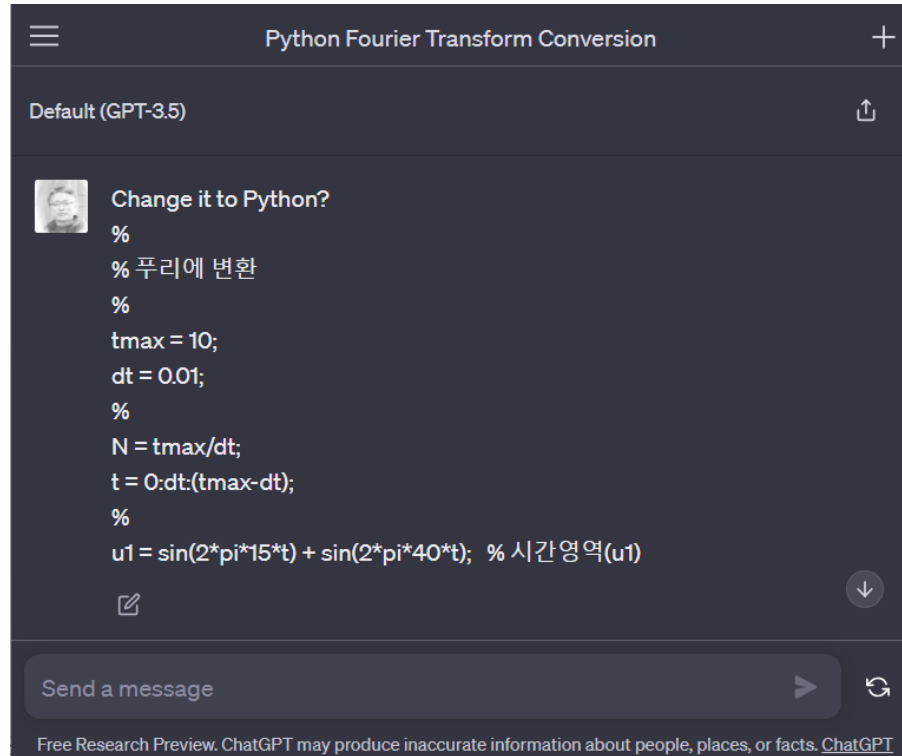 Python Fourier Transform Conversion
Default (GPT-3.5)
Change it to Python?
%
% 푸리에 변환
%
tmax = 10;
dt = 0.01;
%
N = tmax/dt;
t = 0:dt:(tmax-dt);
%
u1 = sin(2*pi*15*t) + sin(2*pi*40*t);  % 시간영역(u1)
Send a message
Free Research Preview. ChatGPT may produce inaccurate information about people, places, or facts. ChatGPT